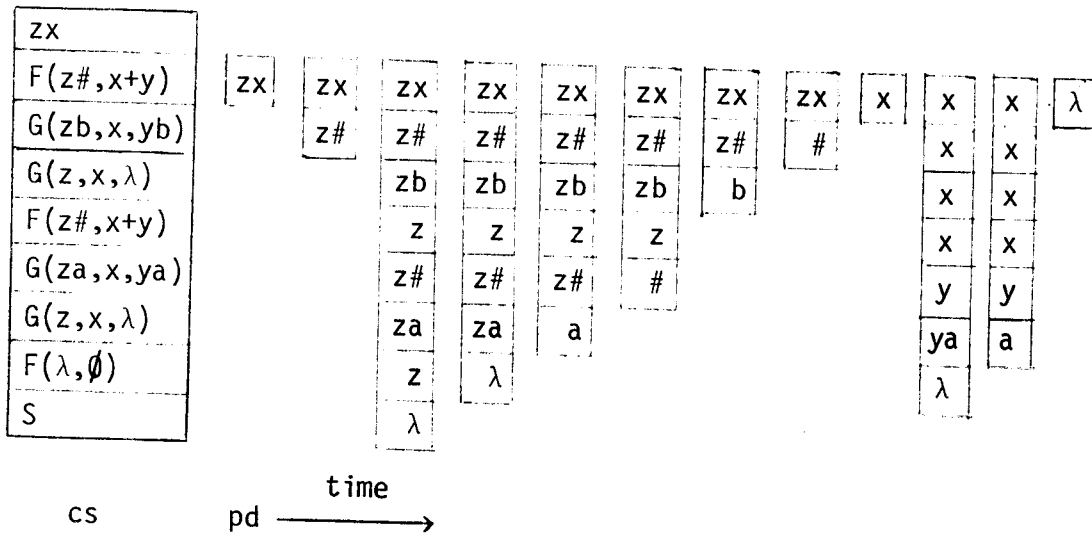 zx
F(z#,x+y) zx zx zx zx zx zx zx zx x x x λ
G(zb,x,yb) z# z# z# z# z# z# # x x
G(z,x,λ) zb zb zb zb b x x
F(z#,x+y) z z z z x x
G(za,x,ya) z# z# z# # y y
G(z,x,λ) za za a ya a
F(λ,∅) z λ λ
S λ
time
cs pd